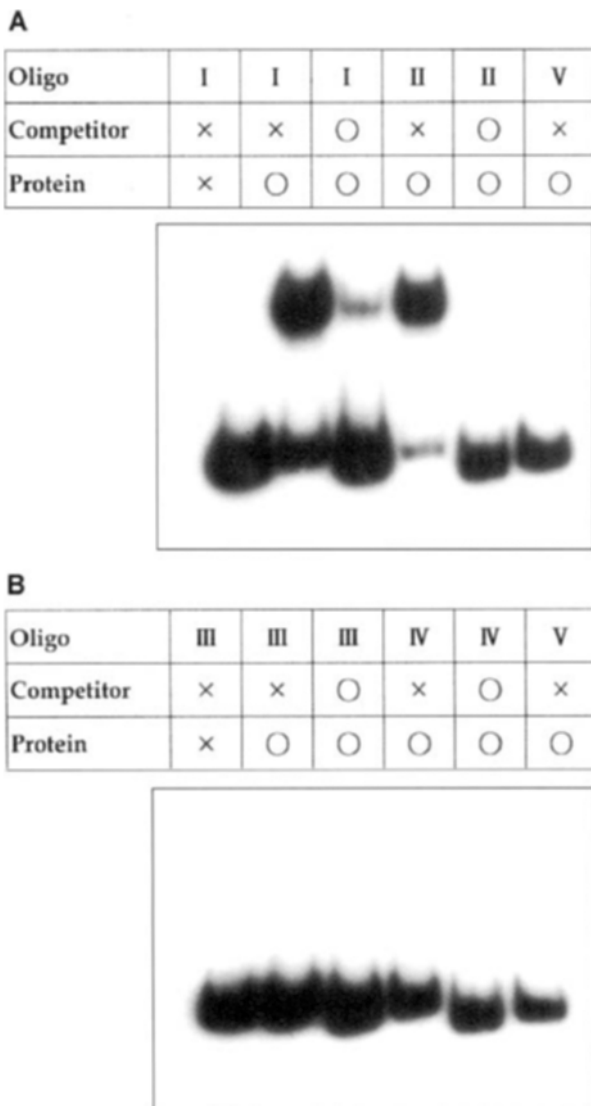 A
Oligo I I I II II V
Competitor × × ○ × ○ ×
Protein × ○ ○ ○ ○ ○
B
Oligo III III III IV IV V
Competitor × × ○ × ○ ×
Protein × ○ ○ ○ ○ ○